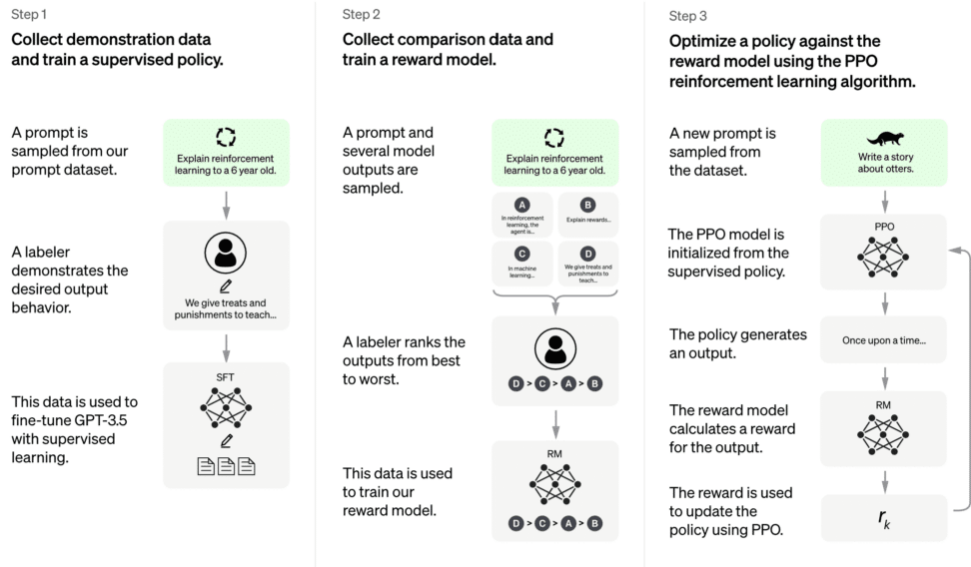 Step 1
Collect demonstration data
and train a supervised policy.
A prompt is
sampled from our
prompt dataset.
Explain reinforcement
learning to a 6 year old.
A labeler
demonstrates the
desired output
behavior.
We give treats and
punishments to teach...
This data is used to
fine-tune GPT-3.5
with supervised
learning.
SFT
Step 2
Collect comparison data and
train a reward model.
A prompt and
several model
outputs are
sampled.
Explain reinforcement
learning to a 6 year old.
A
In reinforcement
learning, the
agent is...
B
Explain rewards...
C
In machine
learning...
D
We give treats and
punishments to
teach...
A labeler ranks the
outputs from best
to worst.
D > C > A > B
This data is used
to train our
reward model.
RM
D > C > A > B
Step 3
Optimize a policy against the
reward model using the PPO
reinforcement learning algorithm.
A new prompt is
sampled from
the dataset.
Write a story
about otters.
The PPO model is
initialized from the
supervised policy.
PPO
The policy generates
an output.
Once upon a time...
The reward model
calculates a reward
for the output.
RM
The reward is used
to update the
policy using PPO.
rk